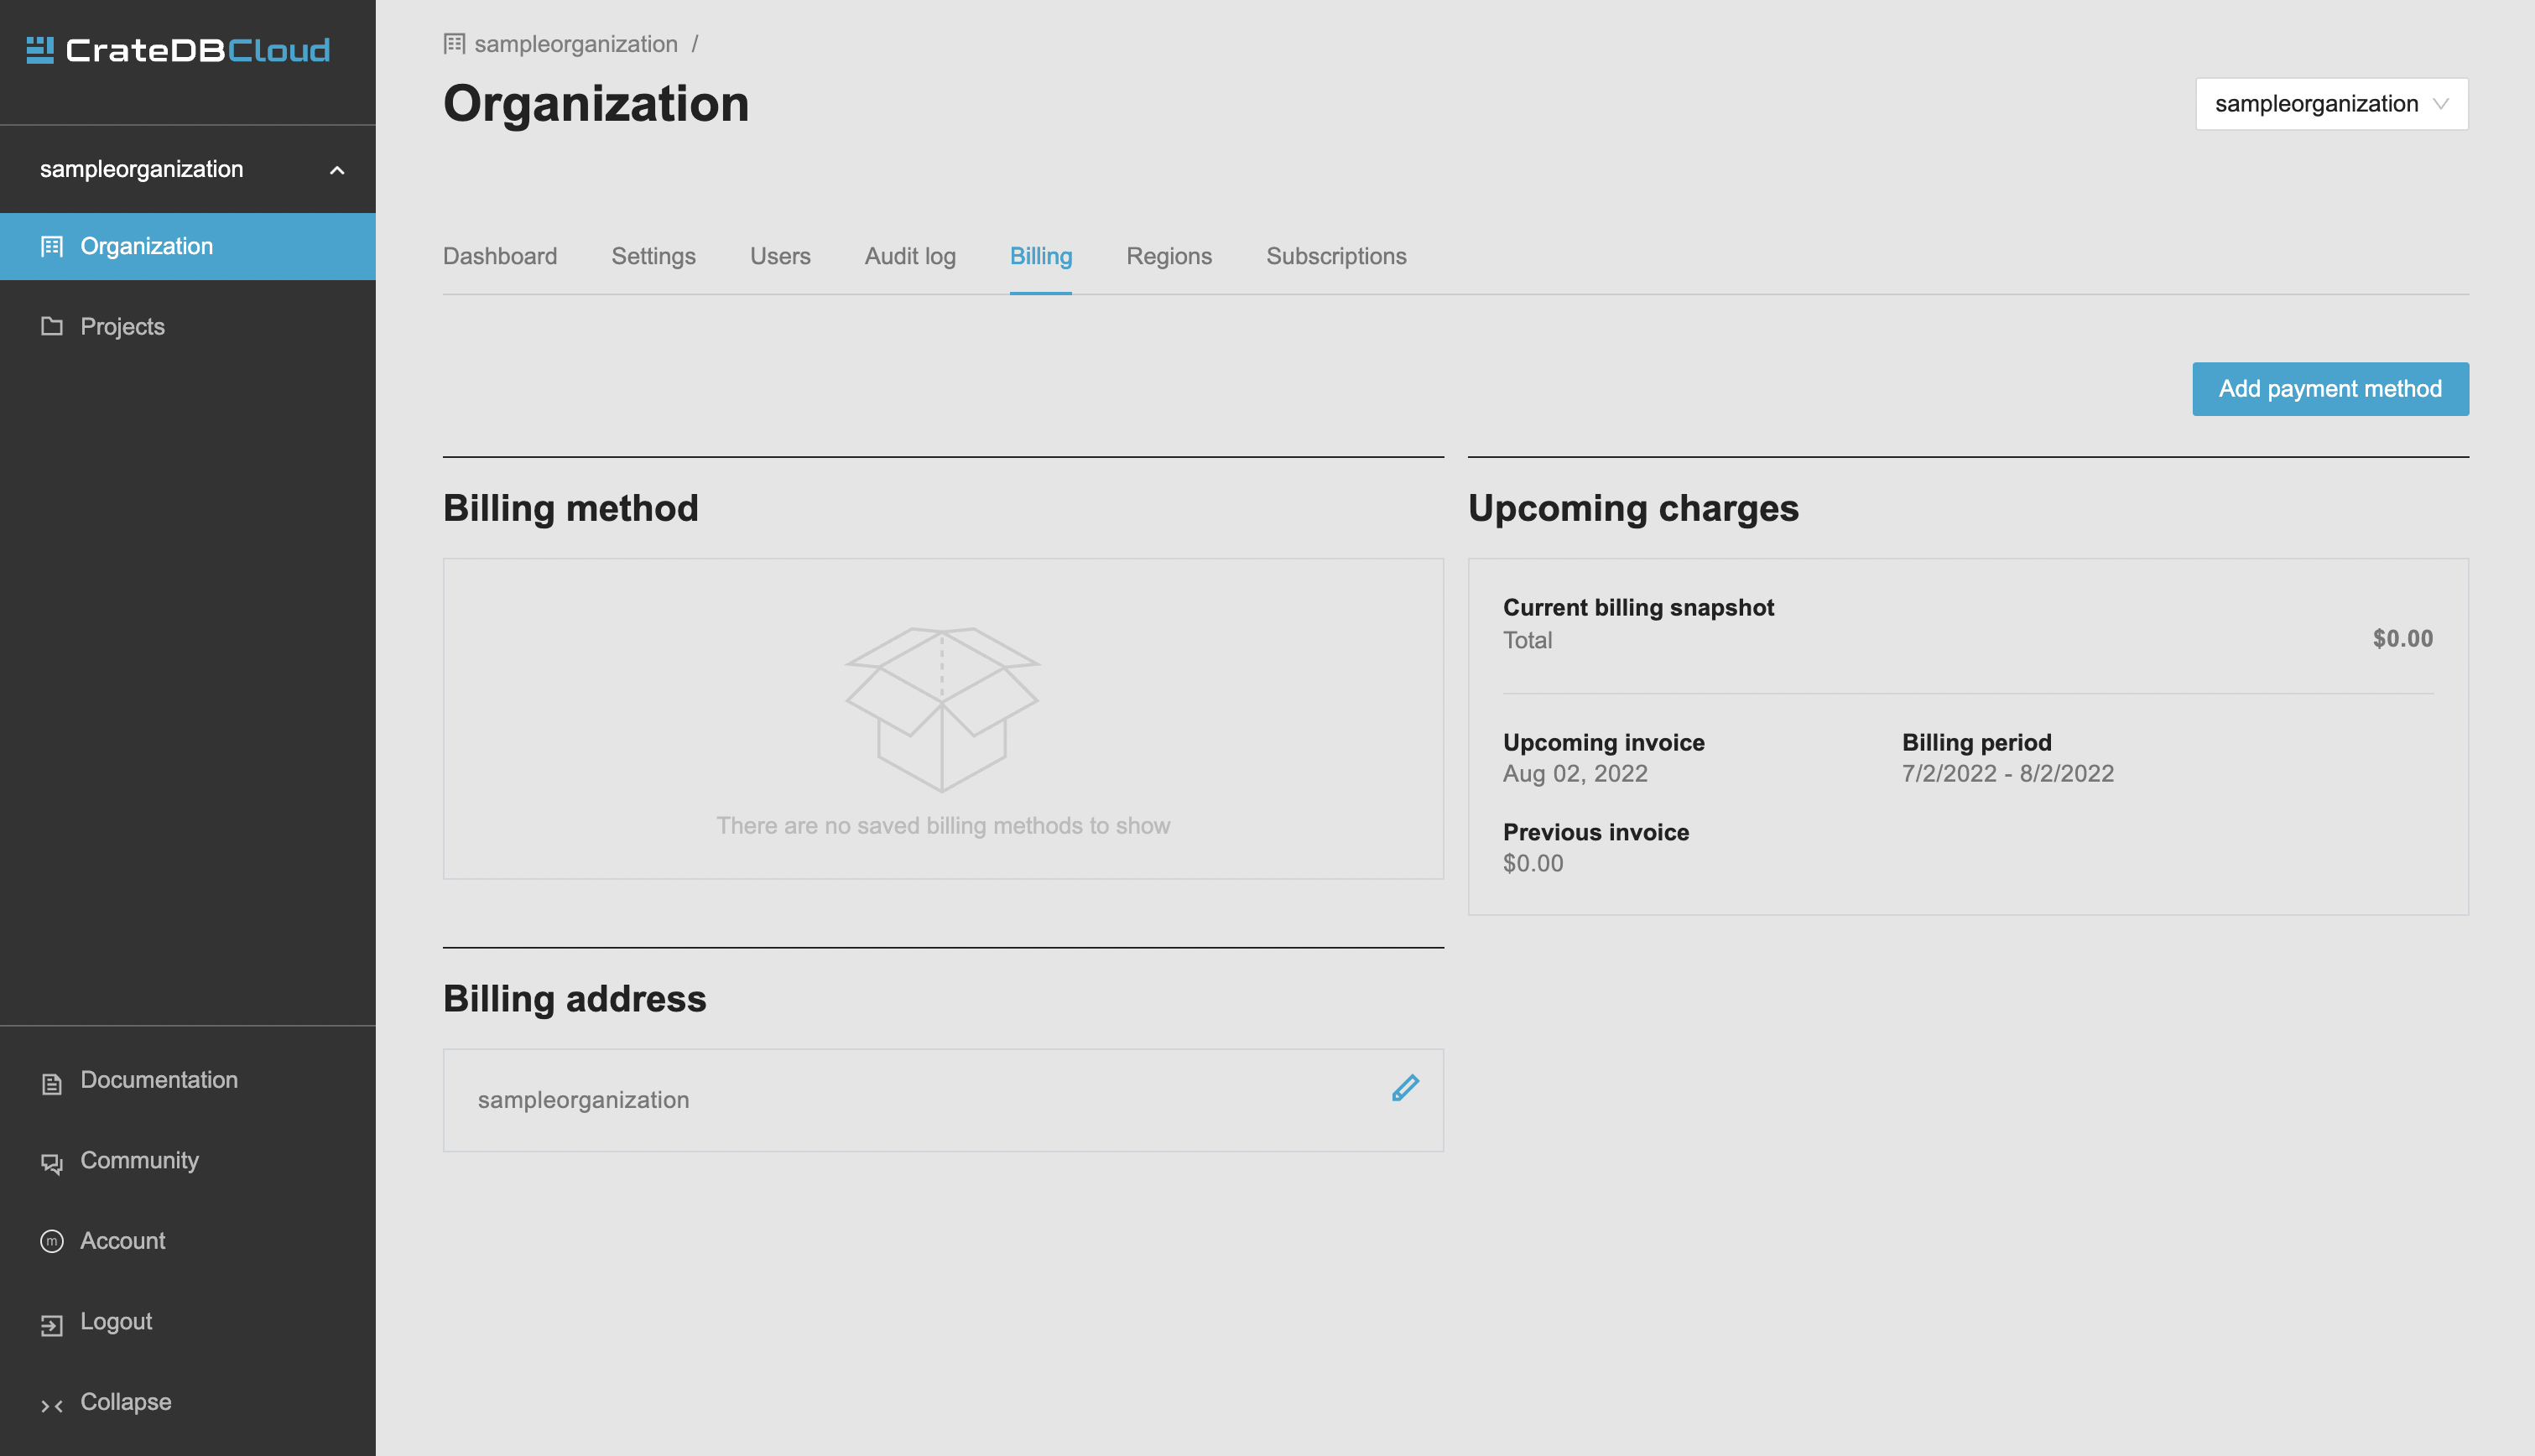 CrateDBCloud
sampleorganization
Organization
Projects
Documentation
Community
m Account
Logout
Collapse
sampleorganization /
Organization
sampleorganization
Dashboard Settings Users Audit log Billing Regions Subscriptions
Add payment method
Billing method
There are no saved billing methods to show
Upcoming charges
Current billing snapshot
Total $0.00
Upcoming invoice Billing period
Aug 02, 2022 7/2/2022 - 8/2/2022
Previous invoice
$0.00
Billing address
sampleorganization